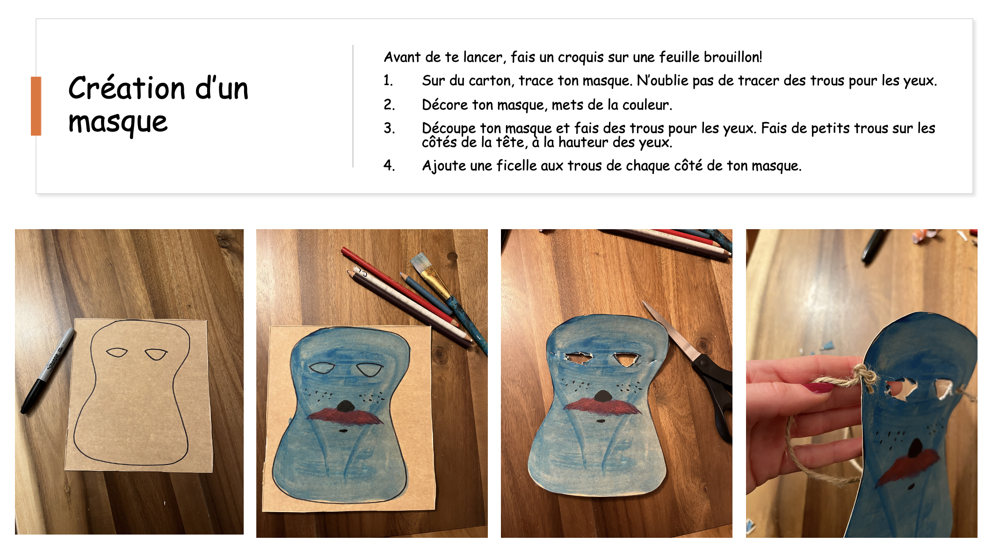 Création d'un
masque
Avant de te lancer, fais un croquis sur une feuille brouillon!
1. Sur du carton, trace ton masque. N'oublie pas de tracer des trous pour les yeux.
2. Décore ton masque, mets de la couleur.
3. Découpe ton masque et fais des trous pour les yeux. Fais de petits trous sur les
côtés de la tête, à la hauteur des yeux.
4. Ajoute une ficelle aux trous de chaque côté de ton masque.
Sharpie